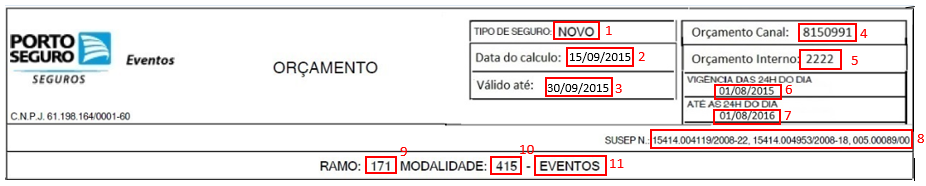 PORTO
SEGURO
SEGUROS
Eventos
ORÇAMENTO
C.N.P.J. 61.198.164/0001-60
TIPO DE SEGURO: NOVO 1
Data do calculo: 15/09/2015 2
Válido até: 30/09/2015 3
Orçamento Canal: 8150991 4
Orçamento Interno: 2222 5
VIGÊNCIA DAS 24H DO DIA
01/08/2015 6
ATÉ AS 24H DO DIA
01/08/2016 7
SUSEP N.: 15414.004119/2008-22, 15414.004953/2008-18, 005.00089/00 8
9 10
RAMO: 171 MODALIDADE: 415 - EVENTOS 11